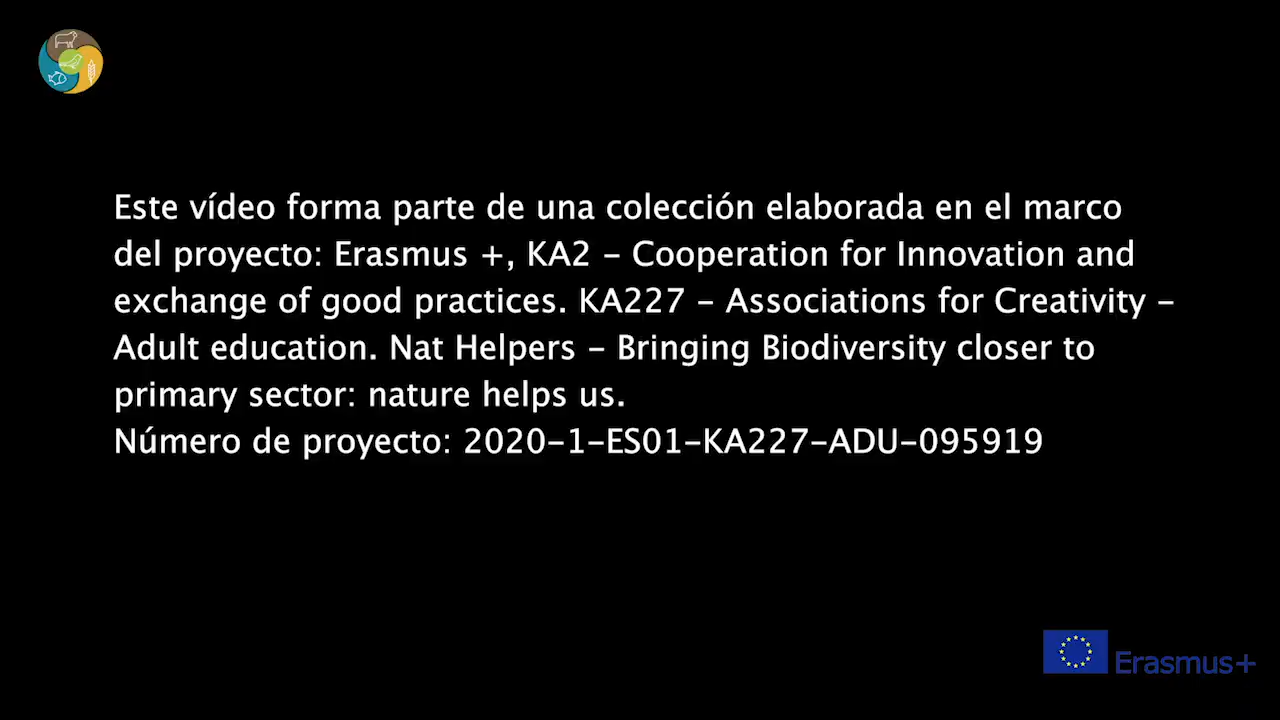 Este vídeo forma parte de una colección elaborada en el marco
del proyecto: Erasmus +, KA2 - Cooperation for Innovation and
exchange of good practices. KA227 - Associations for Creativity -
Adult education. Nat Helpers - Bringing Biodiversity closer to
primary sector: nature helps us.
Número de proyecto: 2020-1-ES01-KA227-ADU-095919
Erasmus+